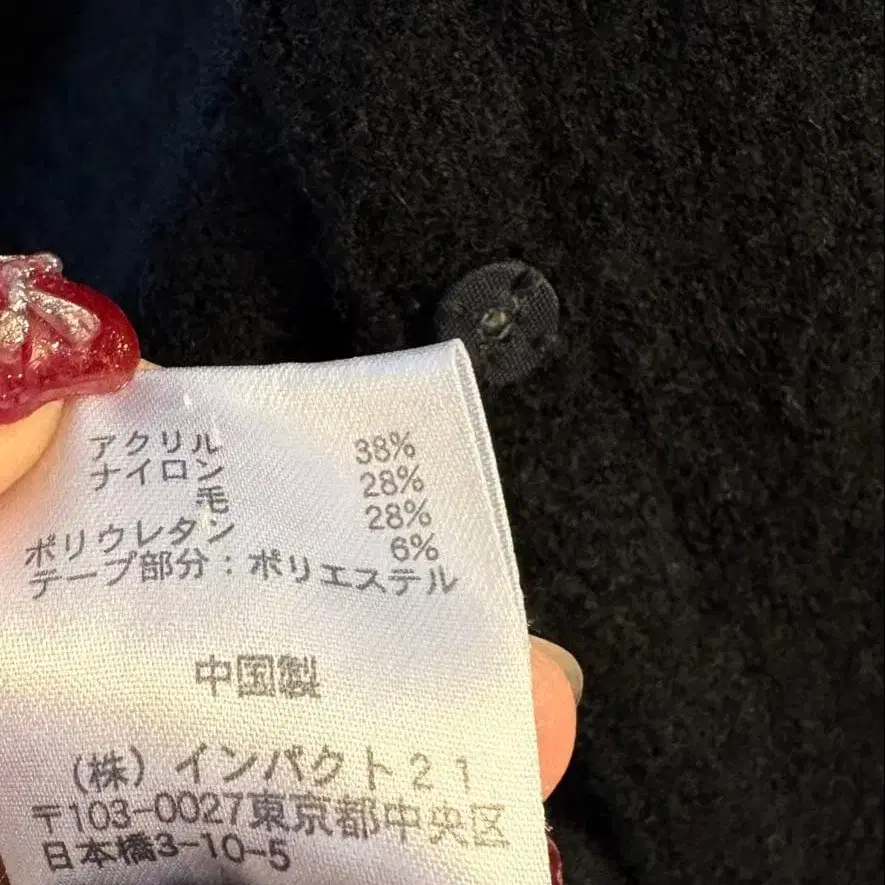 アクリル 38%
ナイロン 28%
毛 28%
ポリウレタン 6%
テープ部分：ポリエステル
中国製
（株）インパクト21
〒103-0027東京都中央区
日本橋3-10-5